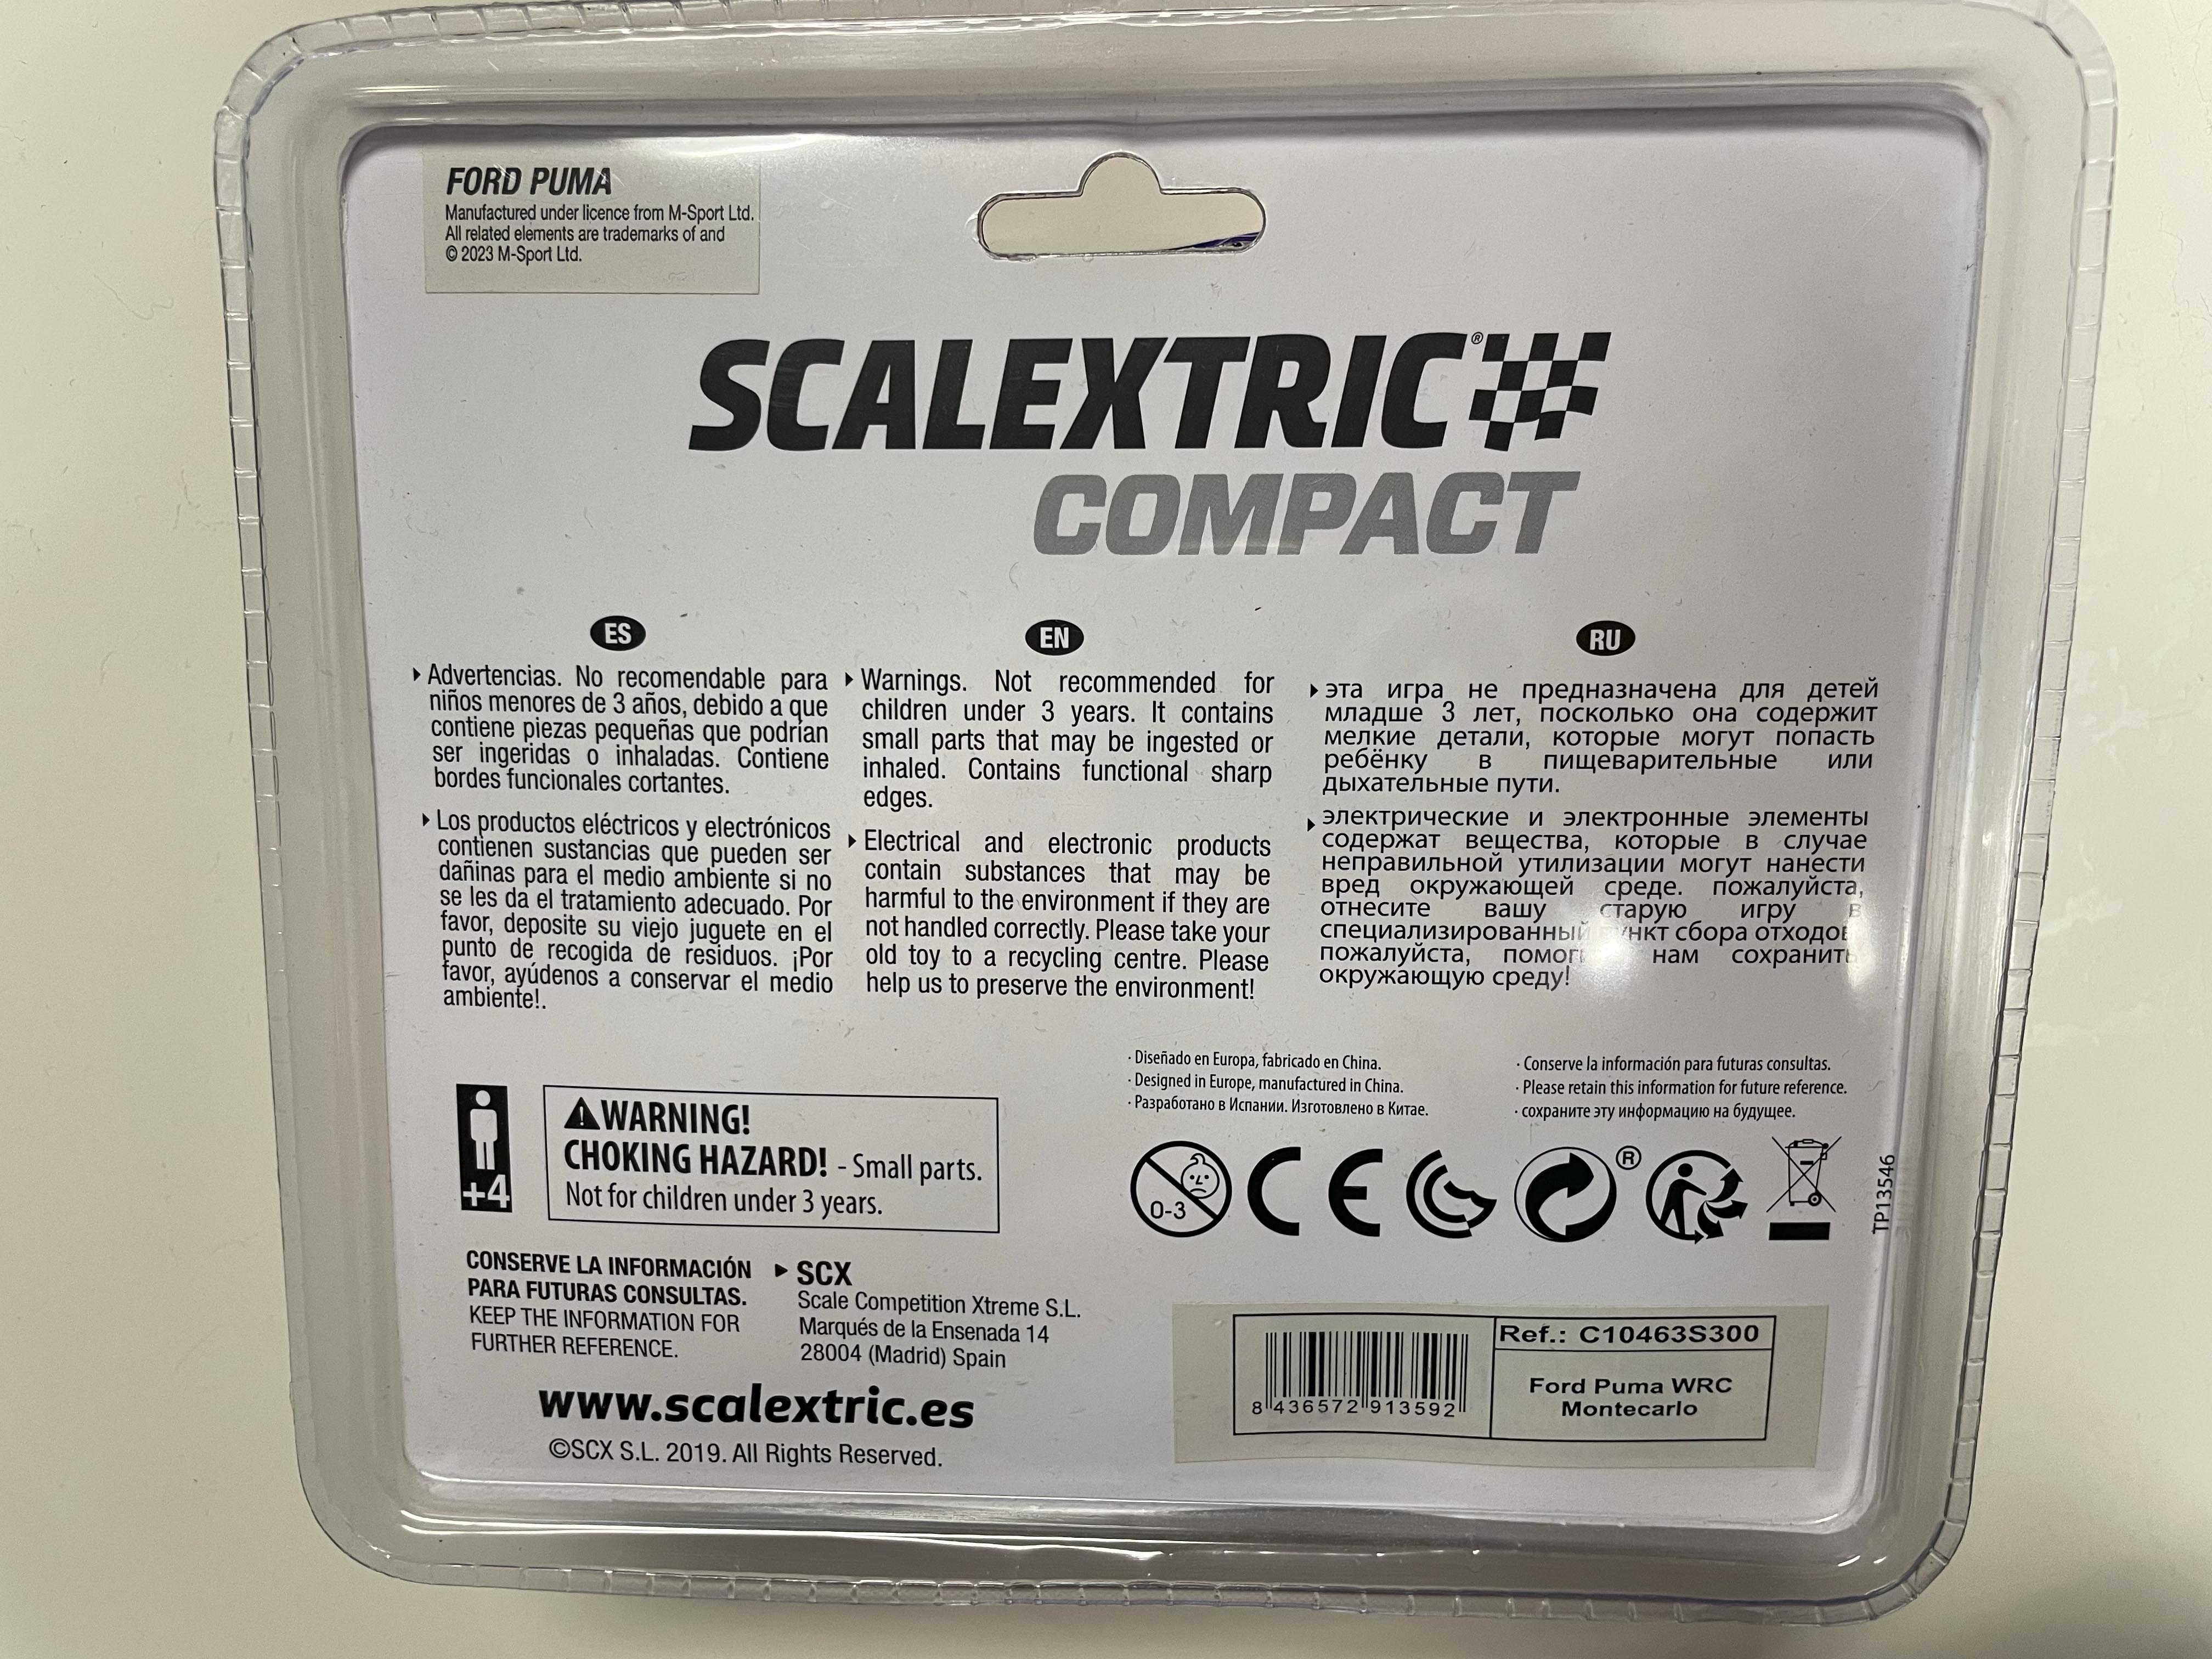 FORD PUMA
Manufactured under licence from M-Sport Ltd.
All related elements are trademarks of and
© 2023 M-Sport Ltd.
SCALEXTRIC®
COMPACT
ES
Advertencias. No recomendable para
niños menores de 3 años, debido a que
contiene piezas pequeñas que podrían
ser ingeridas o inhaladas. Contiene
bordes funcionales cortantes.
Los productos eléctricos y electrónicos
contienen sustancias que pueden ser
dañinas para el medio ambiente si no
se les da el tratamiento adecuado. Por
favor, deposite su viejo juguete en el
punto de recogida de residuos. ¡Por
favor, ayúdenos a conservar el medio
ambiente!.
EN
Warnings. Not recommended for
children under 3 years. It contains
small parts that may be ingested or
inhaled. Contains functional sharp
edges.
Electrical and electronic products
contain substances that may be
harmful to the environment if they are
not handled correctly. Please take your
old toy to a recycling centre. Please
help us to preserve the environment!
RU
эта игра не предназначена для детей
младше 3 лет, посколько она содержит
мелкие детали, которые могут попасть
ребёнку в пищеварительные или
дыхательные пути.
электрические и электронные элементы
содержат вещества, которые в случае
неправильной утилизации могут нанести
вред окружающей среде. пожалуйста,
отнесите вашу старую игру в
специализированный сбора отходов
пожалуйста, нам сохранить
окружающую среду!
· Diseñado en Europa, fabricado en China.
· Designed in Europe, manufactured in China.
· Разработано в Испании. Изготовлено в Китае.
· Conserve la información para futuras consultas.
· Please retain this information for future reference.
· сохраните эту информацию на будущее.
+4
WARNING!
CHOKING HAZARD! - Small parts.
Not for children under 3 years.
0-3
CE
®
TP13546
CONSERVE LA INFORMACIÓN
PARA FUTURAS CONSULTAS.
KEEP THE INFORMATION FOR
FURTHER REFERENCE.
SCX
Scale Competition Xtreme S.L.
Marqués de la Ensenada 14
28004 (Madrid) Spain
www.scalextric.es
©SCX S.L. 2019. All Rights Reserved.
8 436572 913592
Ref.: C10463S300
Ford Puma WRC
Montecarlo